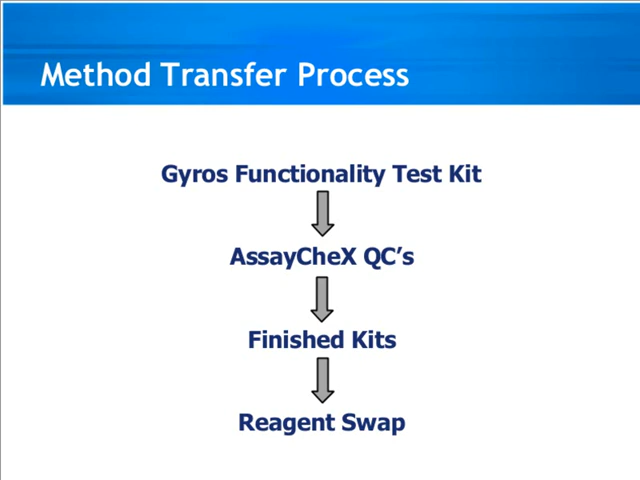 Method Transfer Process
Gyros Functionality Test Kit
AssayCheX QC's
Finished Kits
Reagent Swap